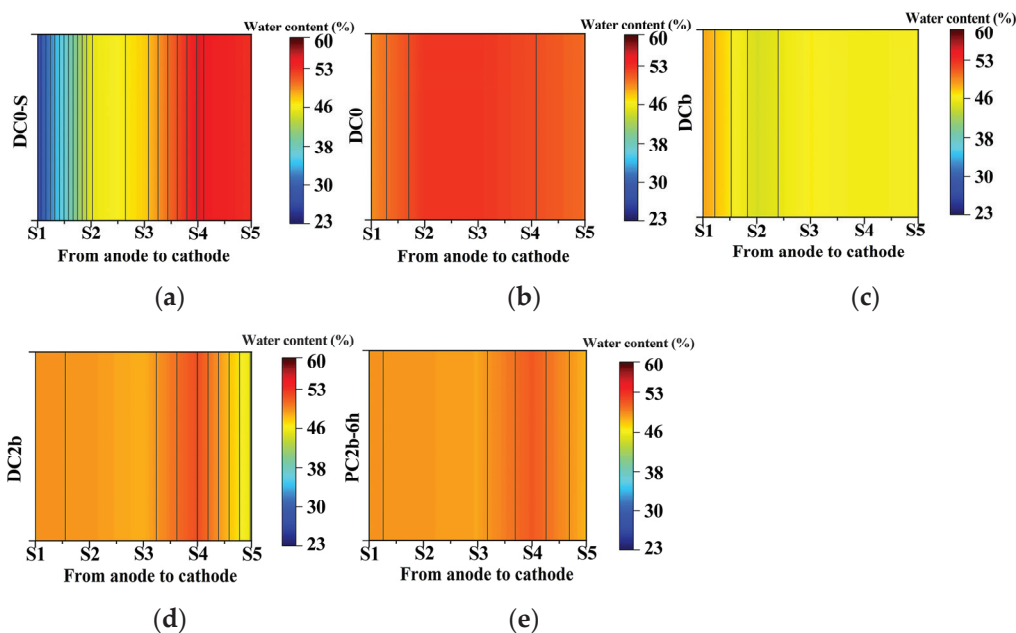 Water content (%)
60
53
46
38
30
23
DC0-S
S1 S2 S3 S4 S5
From anode to cathode
(a)
Water content (%)
60
53
46
38
30
23
DC0
S1 S2 S3 S4 S5
From anode to cathode
(b)
Water content (%)
60
53
46
38
30
23
DCb
S1 S2 S3 S4 S5
From anode to cathode
(c)
Water content (%)
60
53
46
38
30
23
DC2b
S1 S2 S3 S4 S5
From anode to cathode
(d)
Water content (%)
60
53
46
38
30
23
PC2b-6h
S1 S2 S3 S4 S5
From anode to cathode
(e)